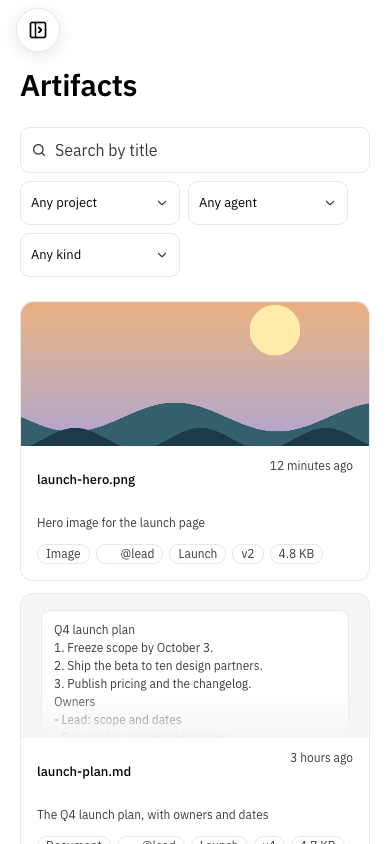 Artifacts
Search by title
Any project
Any agent
Any kind
12 minutes ago
launch-hero.png
Hero image for the launch page
Image
@lead
Launch
v2
4.8 KB
Q4 launch plan
1. Freeze scope by October 3.
2. Ship the beta to ten design partners.
3. Publish pricing and the changelog.
Owners
- Lead: scope and dates
3 hours ago
launch-plan.md
The Q4 launch plan, with owners and dates
Document
@lead
Launch